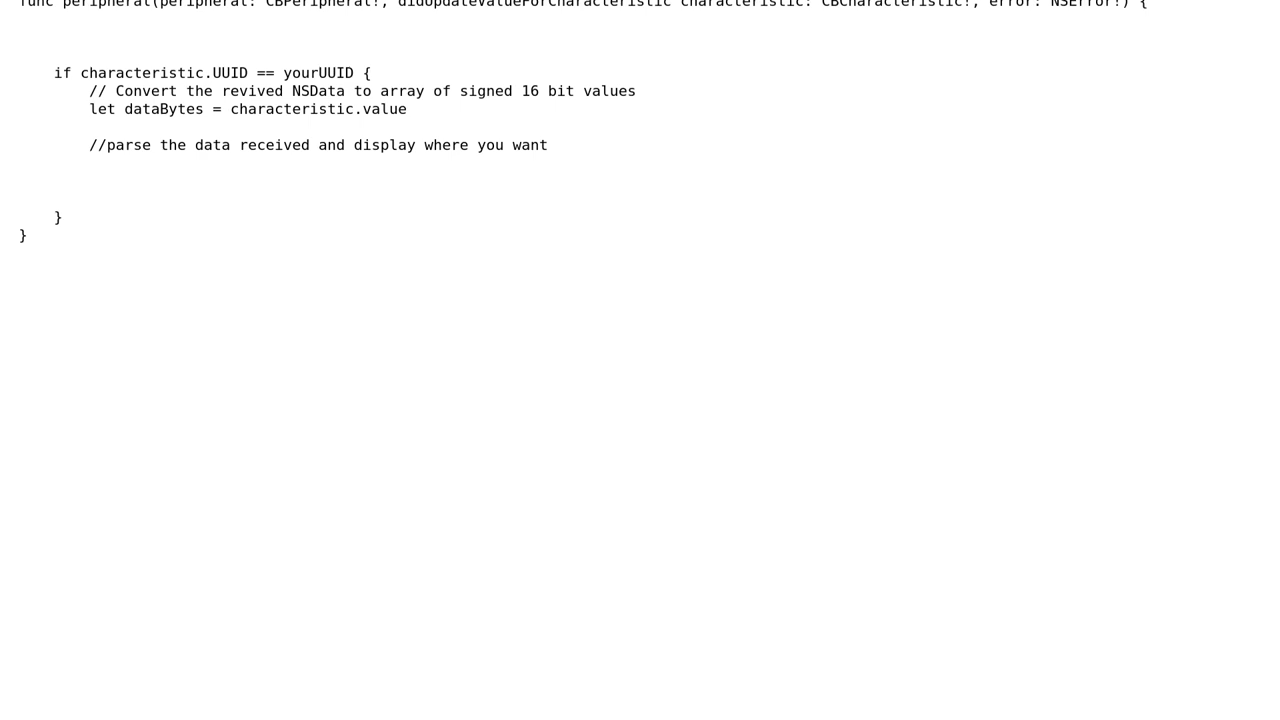 func peripheral(peripheral: CBPeripheral!, didUpdateValueForCharacteristic characteristic: CBCharacteristic!, error: NSError!) {
if characteristic.UUID == yourUUID {
// Convert the revived NSData to array of signed 16 bit values
let dataBytes = characteristic.value
//parse the data received and display where you want
}
}